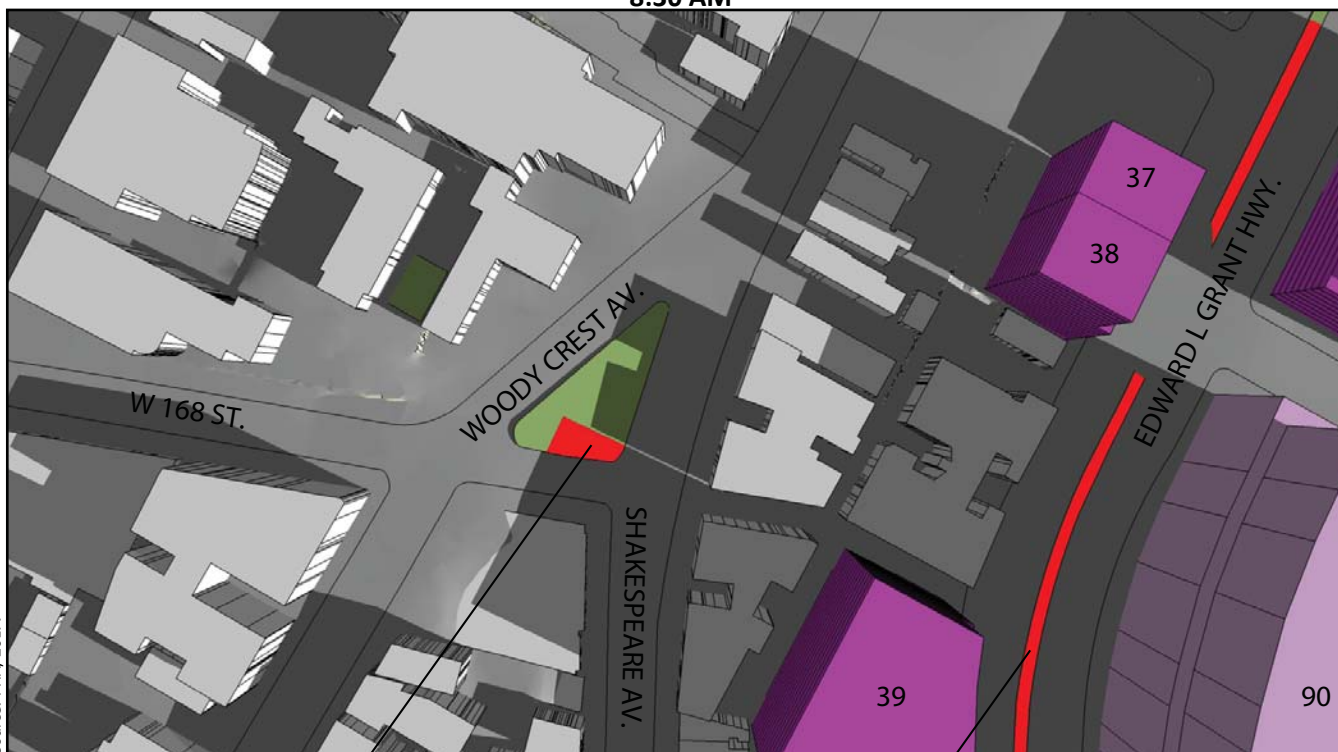 8:30 AM
37
38
EDWARD L GRANT HWY.
WOODY CREST AV.
W 168 ST.
SHAKESPEARE AV.
39
90